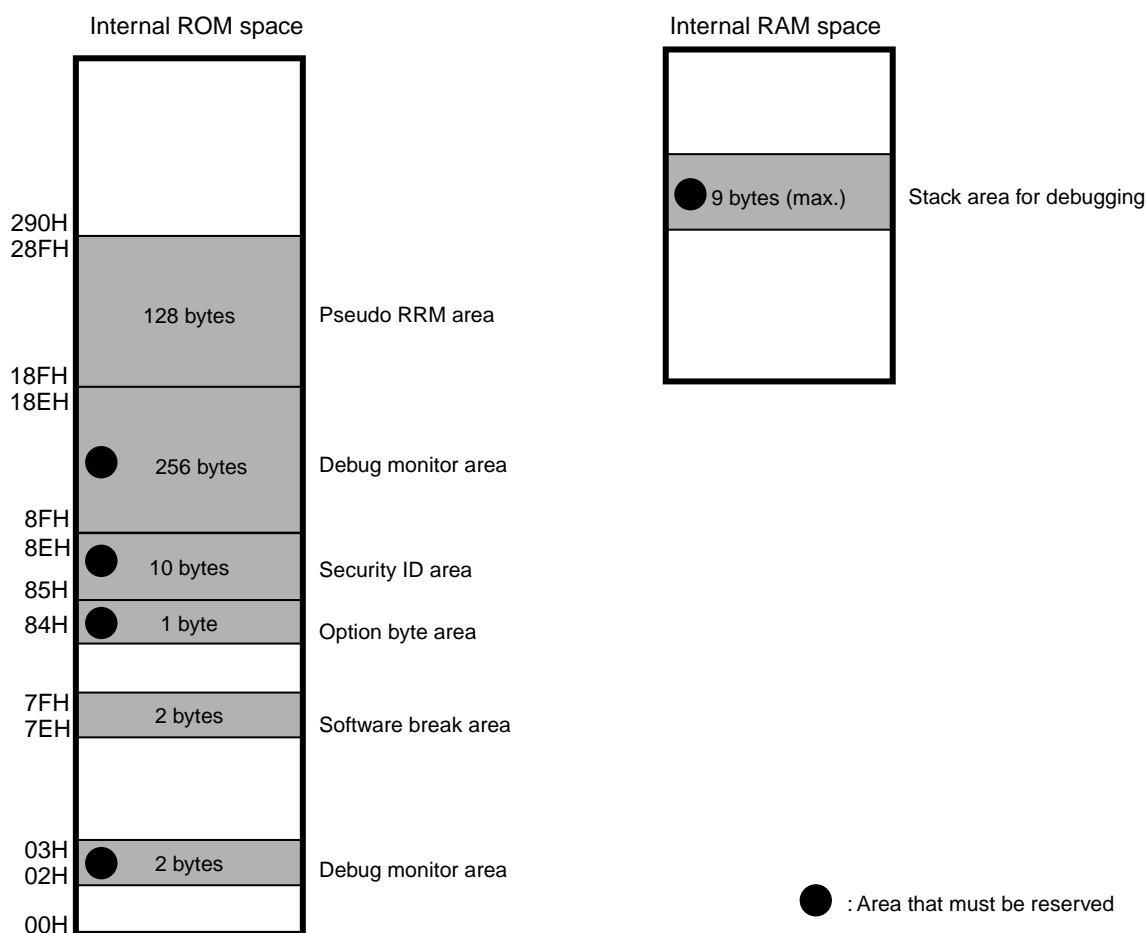 Internal ROM space
Internal RAM space
9 bytes (max.) Stack area for debugging
290H
28FH
128 bytes Pseudo RRM area
18FH
18EH
256 bytes Debug monitor area
8FH
8EH
10 bytes Security ID area
85H
84H 1 byte Option byte area
7FH
2 bytes Software break area
7EH
03H
2 bytes Debug monitor area
02H
: Area that must be reserved
00H